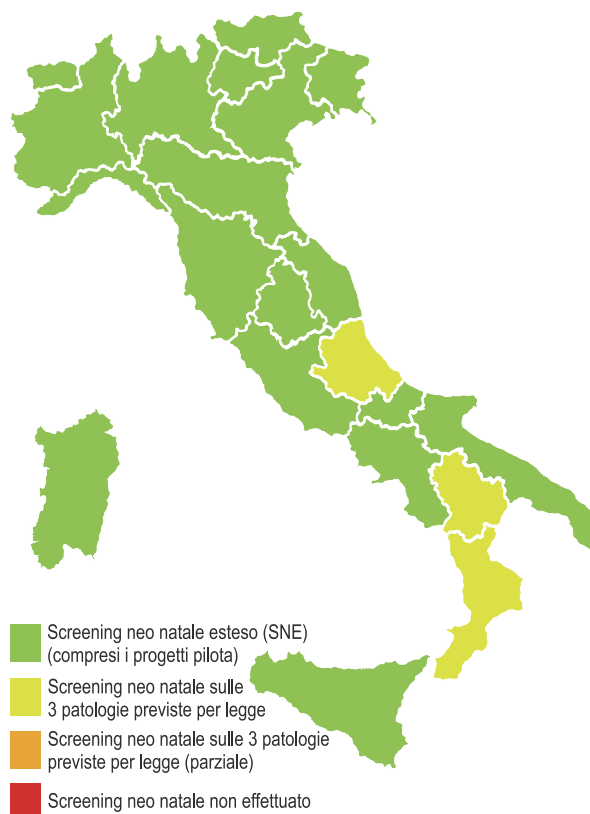 Screening neo natale esteso (SNE)
(compresi i progetti pilota)
Screening neo natale sulle
3 patologie previste per legge
Screening neo natale sulle 3 patologie
previste per legge (parziale)
Screening neo natale non effettuato